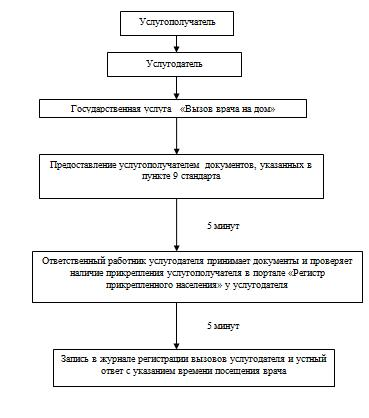 Услугополучатель
Услугодатель
Государственная услуга «Вызов врача на дом»
Предоставление услугополучателем документов, указанных в
пункте 9 стандарта
5 минут
Ответственный работник услугодателя принимает документы и проверяет
наличие прикрепления услугополучателя в портале «Регистр
прикрепленного населения» у услугодателя
5 минут
Запись в журнале регистрации вызовов услугодателя и устный
ответ с указанием времени посещения врача